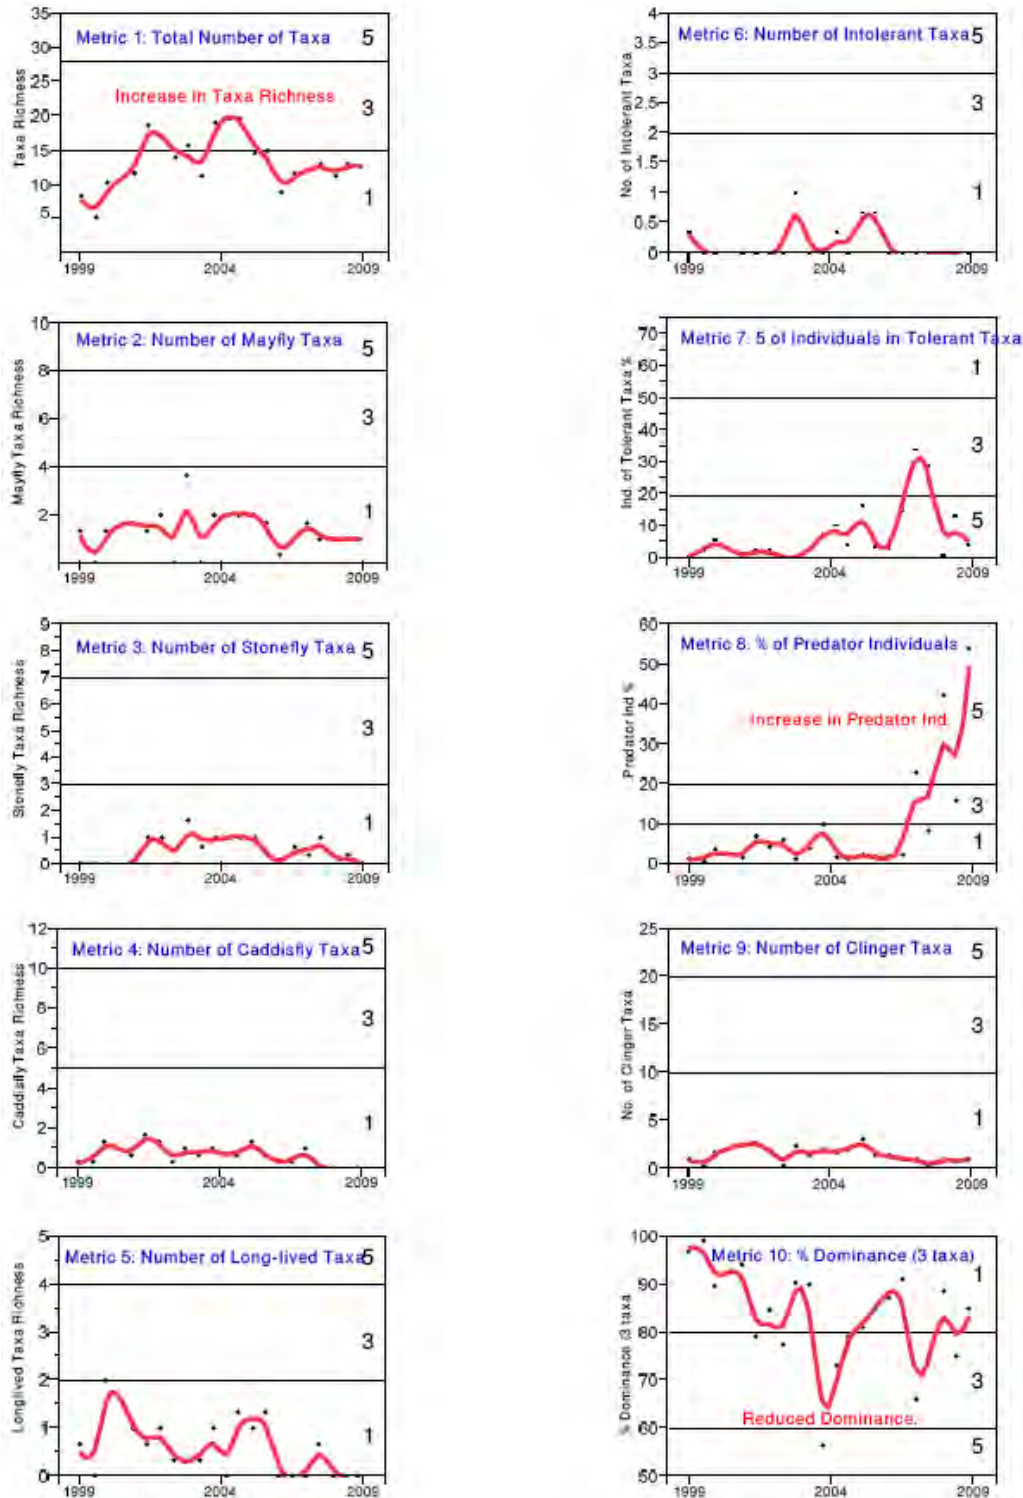 Metric 1: Total Number of Taxa 5
Increase in Taxa Richness
3
1
Taxa Richness
35
30
25
20
15
10
5
1999 2004 2009
Metric 2: Number of Mayfly Taxa 5
3
1
Mayfly Taxa Richness
10
8
6
4
2
1999 2004 2009
Metric 3: Number of Stonefly Taxa 5
3
1
Stonefly Taxa Richness
9
8
7
6
5
4
3
2
1
0
1999 2004 2009
Metric 4: Number of Caddisfly Taxa 5
3
1
Caddisfly Taxa Richness
12
10
8
6
4
2
0
1999 2004 2009
Metric 5: Number of Long-lived Taxa 5
3
1
Longlived Taxa Richness
5
4
3
2
1
0
1999 2004 2009
Metric 6: Number of Intolerant Taxa 5
3
1
No. of Intolerant Taxa
4
3.5
3
2.5
2
1.5
1
0.5
0
1999 2004 2009
Metric 7: 5 of Individuals in Tolerant Taxa
1
3
5
Ind. of Tolerant Taxa %
70
60
50
40
30
20
10
0
1999 2004 2009
Metric 8: % of Predator Individuals
Increase in Predator Ind.
5
3
1
Predator Ind %
60
50
40
30
20
10
0
1999 2004 2009
Metric 9: Number of Clinger Taxa 5
3
1
No. of Clinger Taxa
25
20
15
10
5
0
1999 2004 2009
Metric 10: % Dominance (3 taxa)
1
3
Reduced Dominance.
5
% Dominance (3 taxa
100
90
80
70
60
50
1999 2004 2009